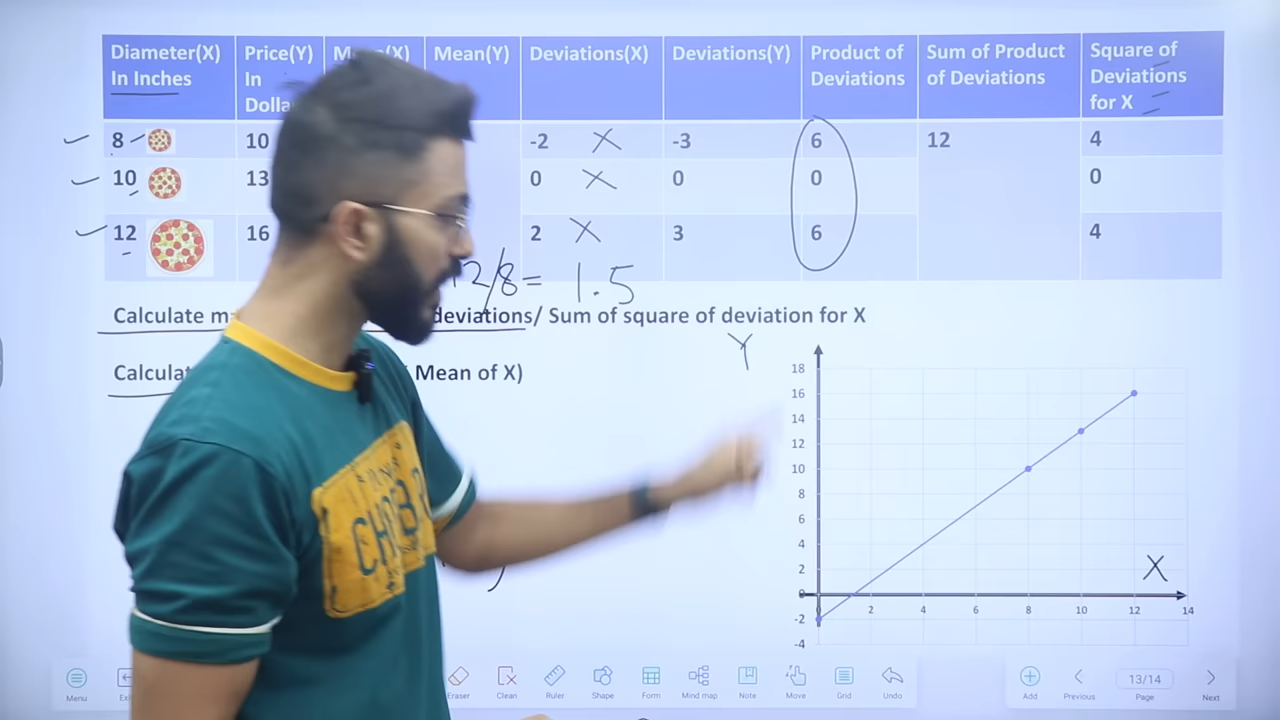 Diameter(X) In Inches
Price(Y) In
Mean(Y)
Deviations(X)
Deviations(Y)
Product of Deviations
Sum of Product of Deviations
Square of Deviations for X
8 10 -2 X -3 6 12 4
10 13 0 X 0 0 0
12 16 2 X 3 6 4
12/8= 1.5
Calculate deviations/ Sum of square of deviation for X
Mean of X)
Y
18
16
14
12
10
8
6
4
2
0
-2
-4
2 4 6 8 10 12 14
X
Menu Eraser Clean Ruler Shape Form Mind map Note Move Grid Undo Add Previous 13/14 Page Next